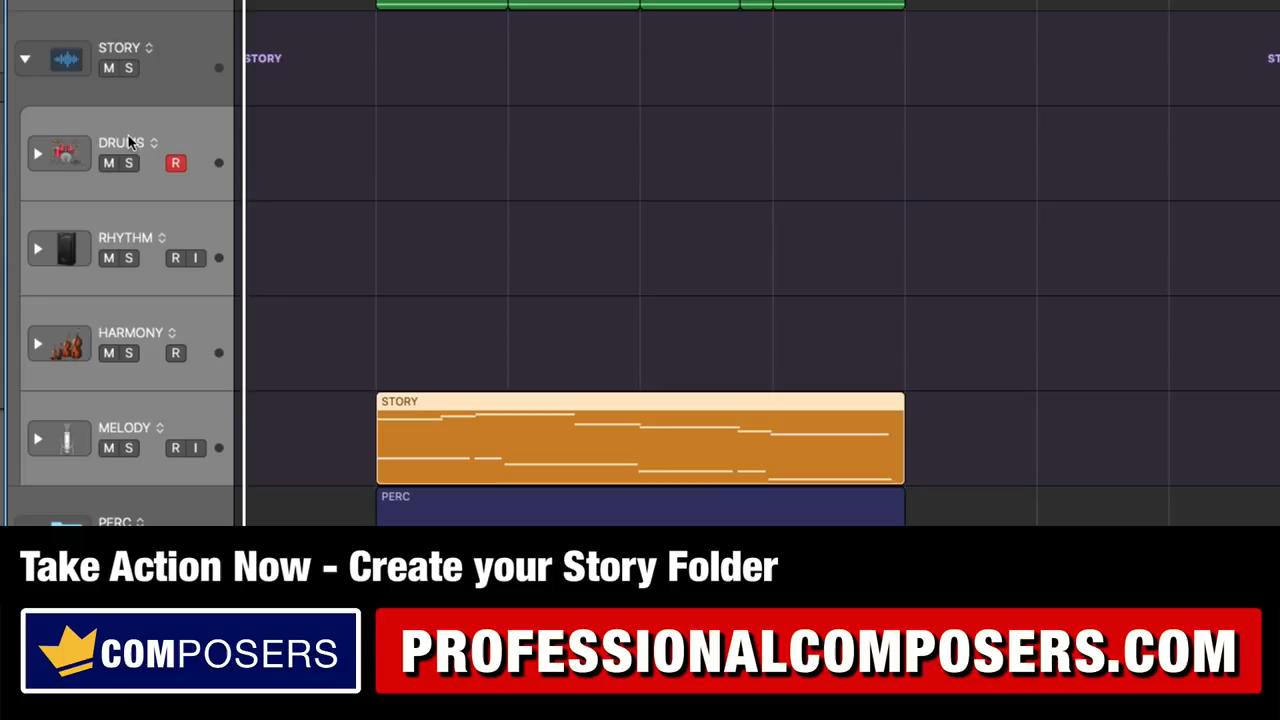 STORY
M S
STORY
DRUMS
M S R
RHYTHM
M S R I
HARMONY
M S R
MELODY
M S R I
STORY
PERC
PERC
Take Action Now - Create your Story Folder
COMPOSERS
PROFESSIONALCOMPOSERS.COM